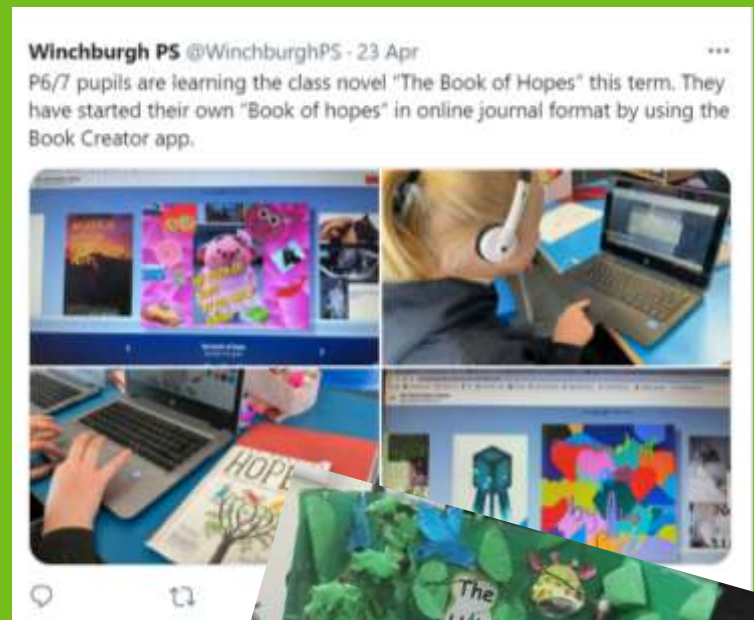 Winchburgh PS @WinchburghPS · 23 Apr
P6/7 pupils are learning the class novel "The Book of Hopes" this term. They
have started their own "Book of hopes" in online journal format by using the
Book Creator app.
HOPE
The